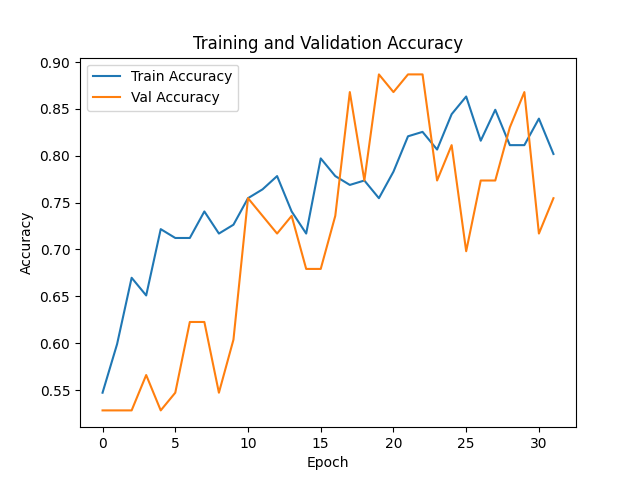 Training and Validation Accuracy
Train Accuracy
Val Accuracy
0.90
0.85
0.80
0.75
0.70
0.65
0.60
0.55
Accuracy
0 5 10 15 20 25 30
Epoch